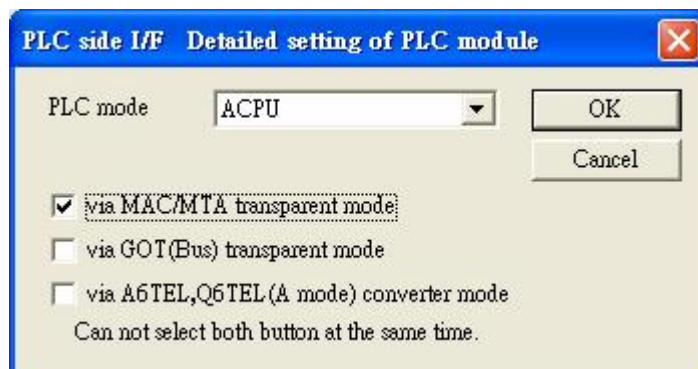 PLC side I/F Detailed setting of PLC module
PLC mode ACPU OK
Cancel
via MAC/MTA transparent mode
via GOT(Bus) transparent mode
via A6TEL,Q6TEL(A mode) converter mode
Can not select both button at the same time.